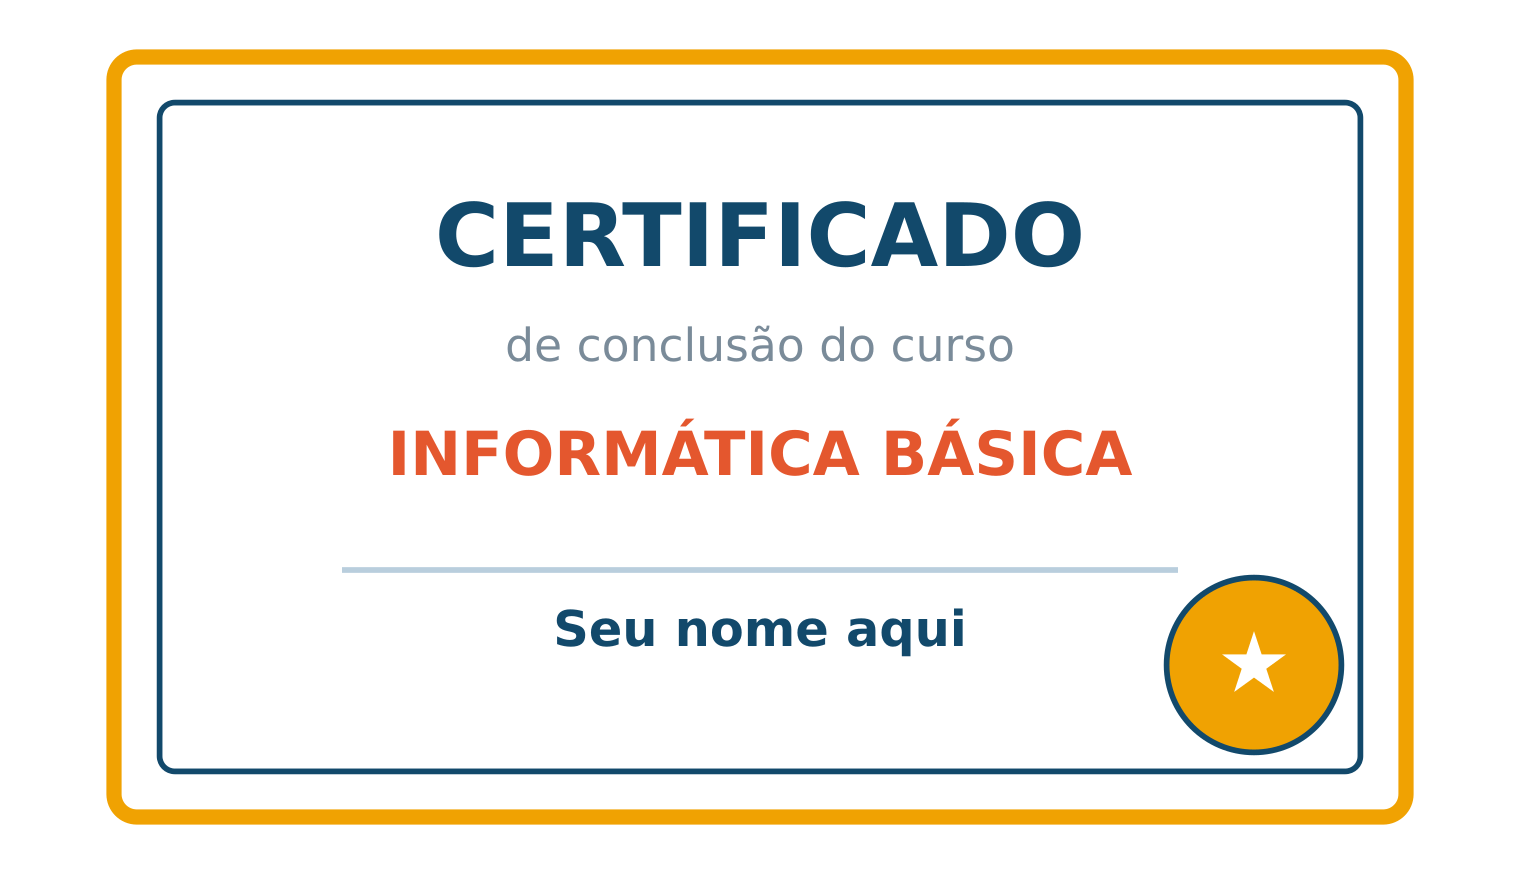 CERTIFICADO
de conclusão do curso
INFORMÁTICA BÁSICA
Seu nome aqui